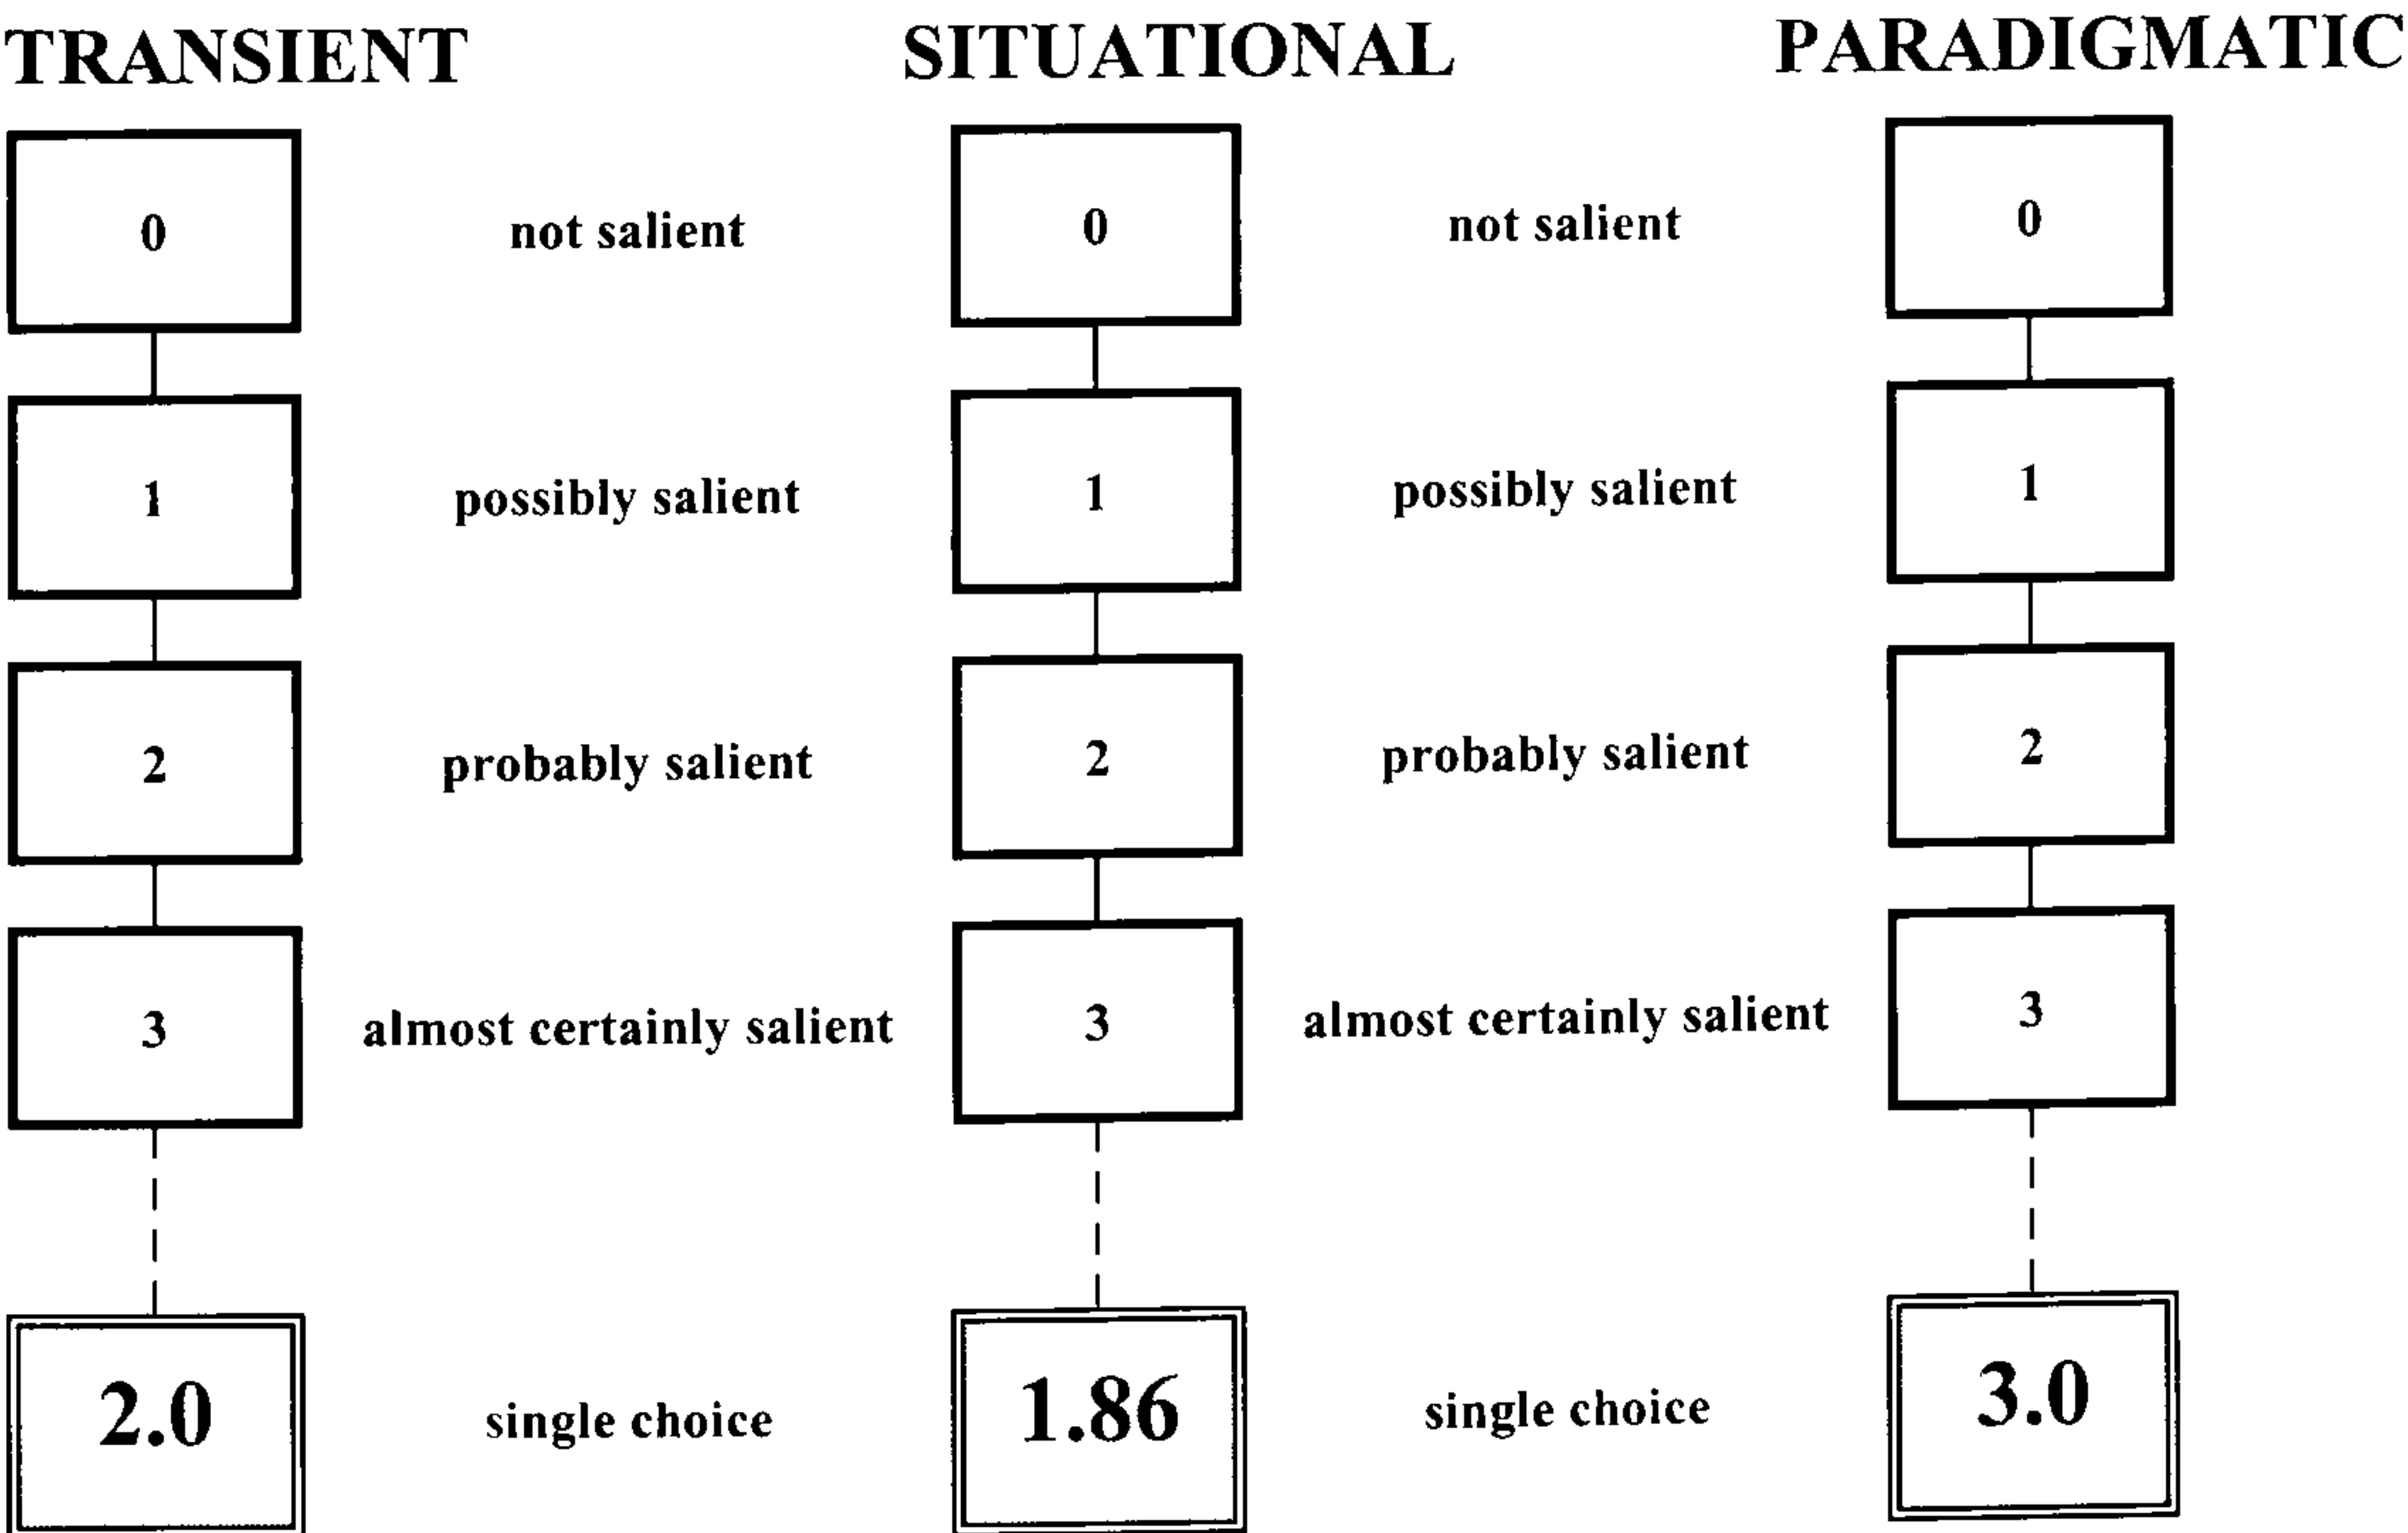 TRANSIENT SITUATIONAL PARADIGMATIC
0 not salient 0 not salient 0
1 possibly salient 1 possibly salient 1
2 probably salient 2 probably salient 2
3 almost certainly salient 3 almost certainly salient 3
2.0 single choice 1.86 single choice 3.0